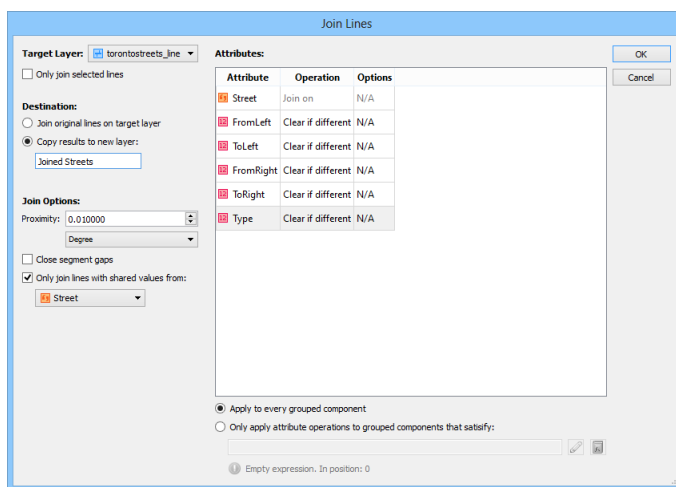 Join Lines
Target Layer: torontostreets_line
Only join selected lines
Destination:
Join original lines on target layer
Copy results to new layer:
Joined Streets
Join Options:
Proximity: 0.010000
Degree
Close segment gaps
Only join lines with shared values from:
Street
Attributes:
Attribute Operation Options
Street Join on N/A
FromLeft Clear if different N/A
ToLeft Clear if different N/A
FromRight Clear if different N/A
ToRight Clear if different N/A
Type Clear if different N/A
Apply to every grouped component
Only apply attribute operations to grouped components that satisfy:
Empty expression. In position: 0
OK
Cancel